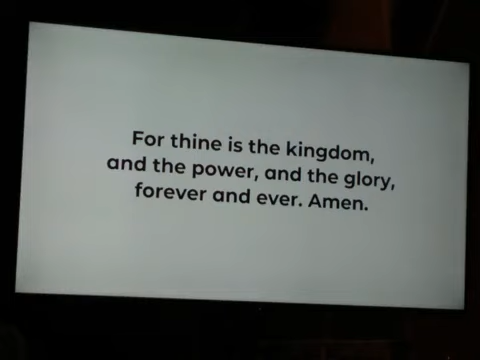 For thine is the kingdom,
and the power, and the glory,
forever and ever. Amen.